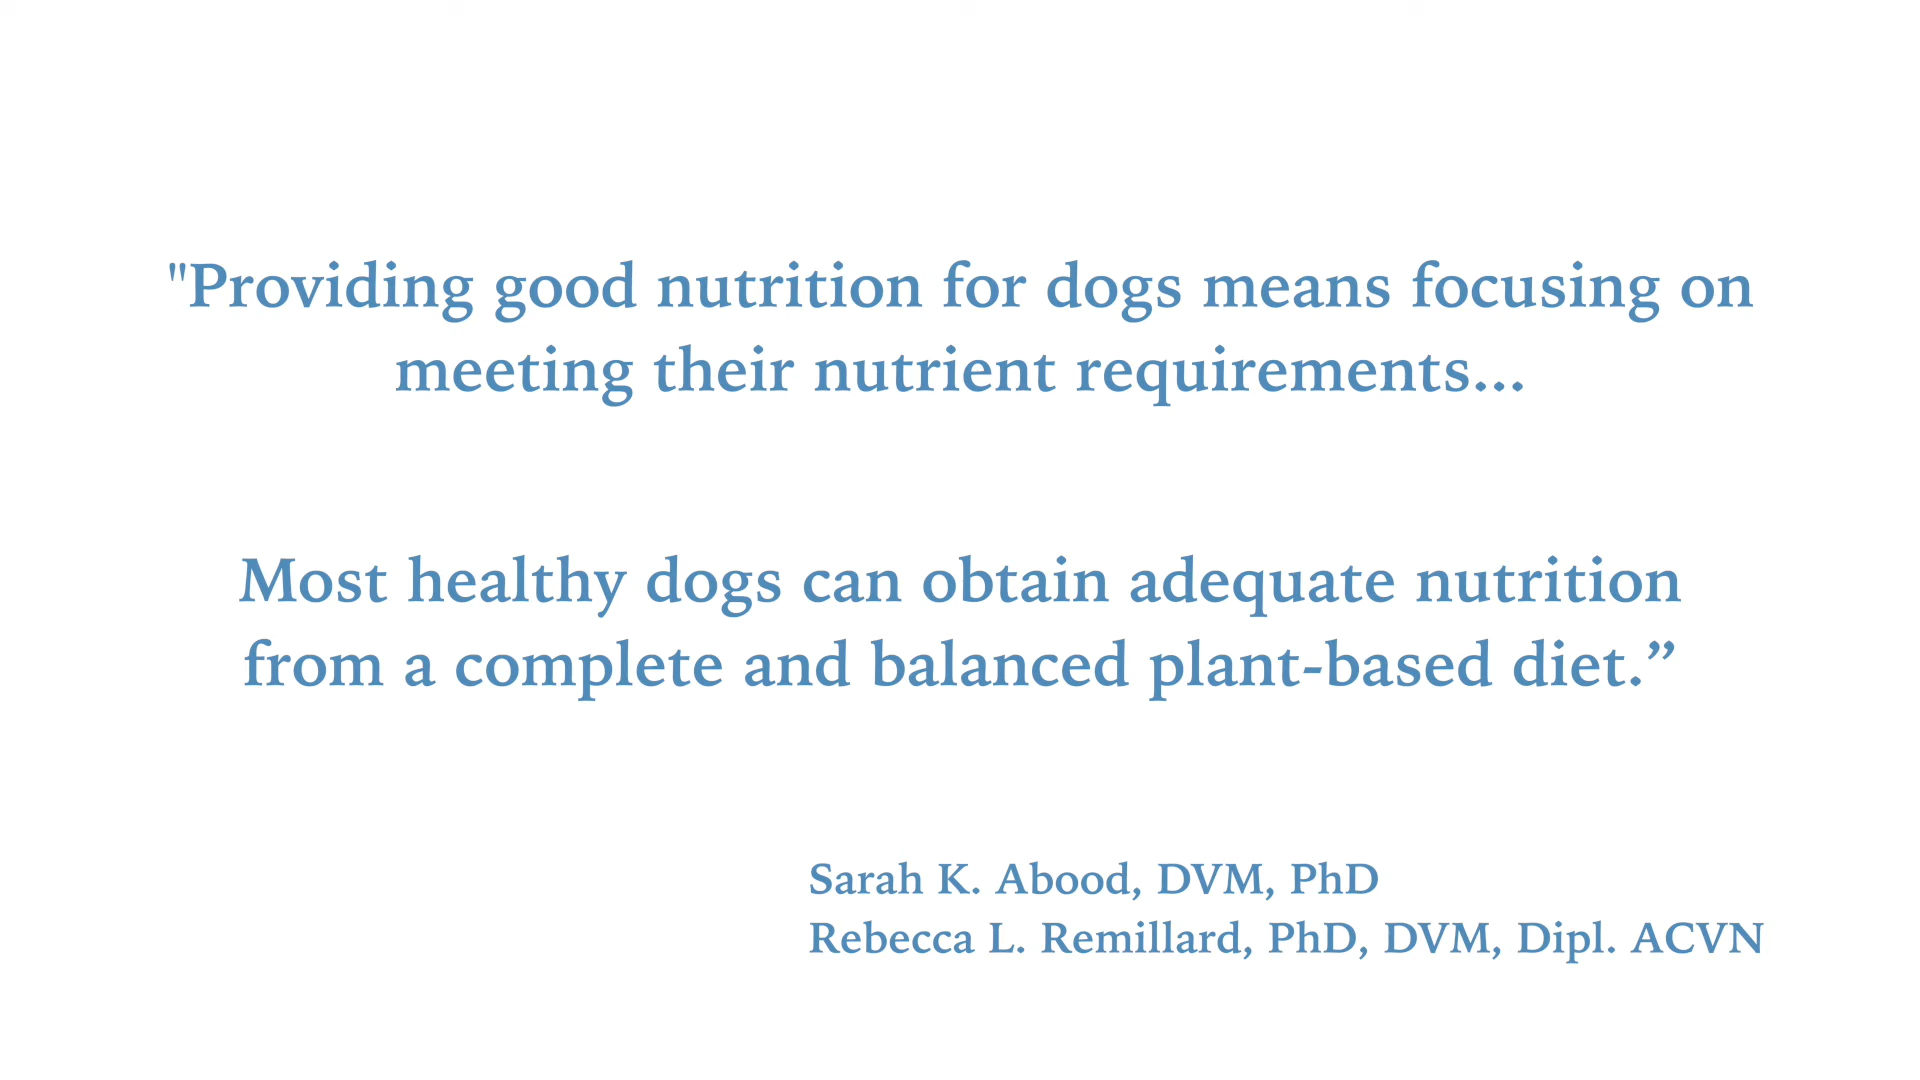 "Providing good nutrition for dogs means focusing on
meeting their nutrient requirements...
Most healthy dogs can obtain adequate nutrition
from a complete and balanced plant-based diet.”
Sarah K. Abood, DVM, PhD
Rebecca L. Remillard, PhD, DVM, Dipl. ACVN